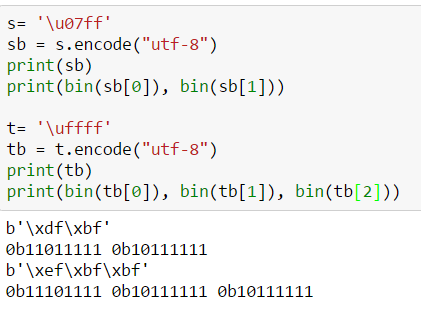 s= '\u07ff'
sb = s.encode("utf-8")
print(sb)
print(bin(sb[0]), bin(sb[1]))
t= '\uffff'
tb = t.encode("utf-8")
print(tb)
print(bin(tb[0]), bin(tb[1]), bin(tb[2]))
b'\xdf\xbf'
0b11011111 0b10111111
b'\xef\xbf\xbf'
0b11101111 0b10111111 0b10111111